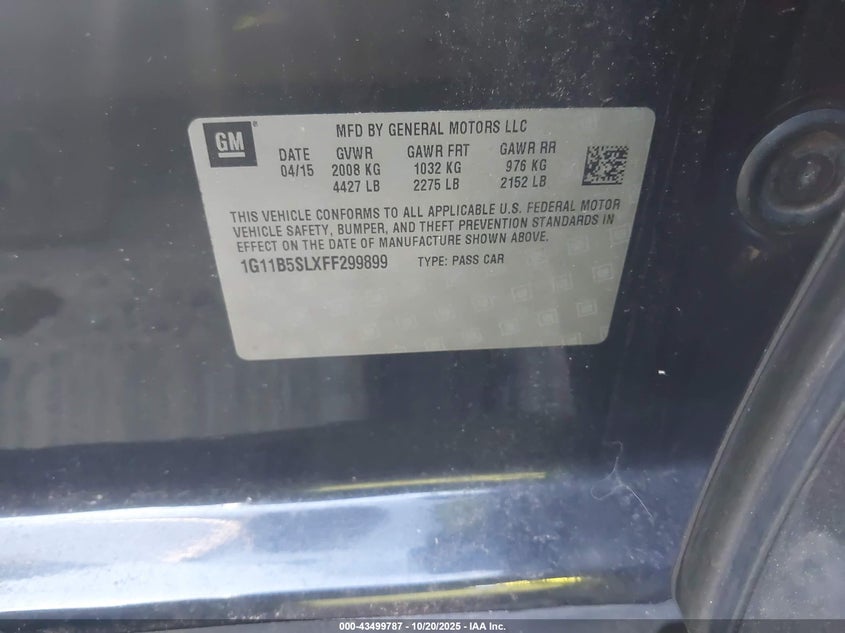 GM®
MFD BY GENERAL MOTORS LLC
DATE GVWR GAWR FRT GAWR RR
04/15 2008 KG 1032 KG 976 KG
4427 LB 2275 LB 2152 LB
THIS VEHICLE CONFORMS TO ALL APPLICABLE U.S. FEDERAL MOTOR
VEHICLE SAFETY, BUMPER, AND THEFT PREVENTION STANDARDS IN
EFFECT ON THE DATE OF MANUFACTURE SHOWN ABOVE.
1G11B5SLXFF299899 TYPE: PASS CAR
000-43499787 - 10/20/2025 - IAA Inc.